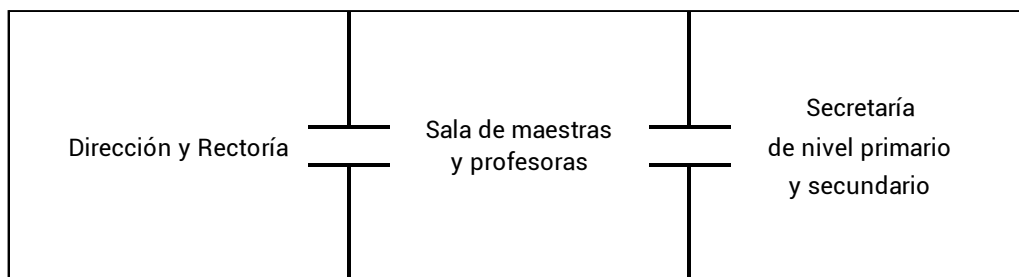 Dirección y Rectoría
Sala de maestras
y profesoras
Secretaría
de nivel primario
y secundario